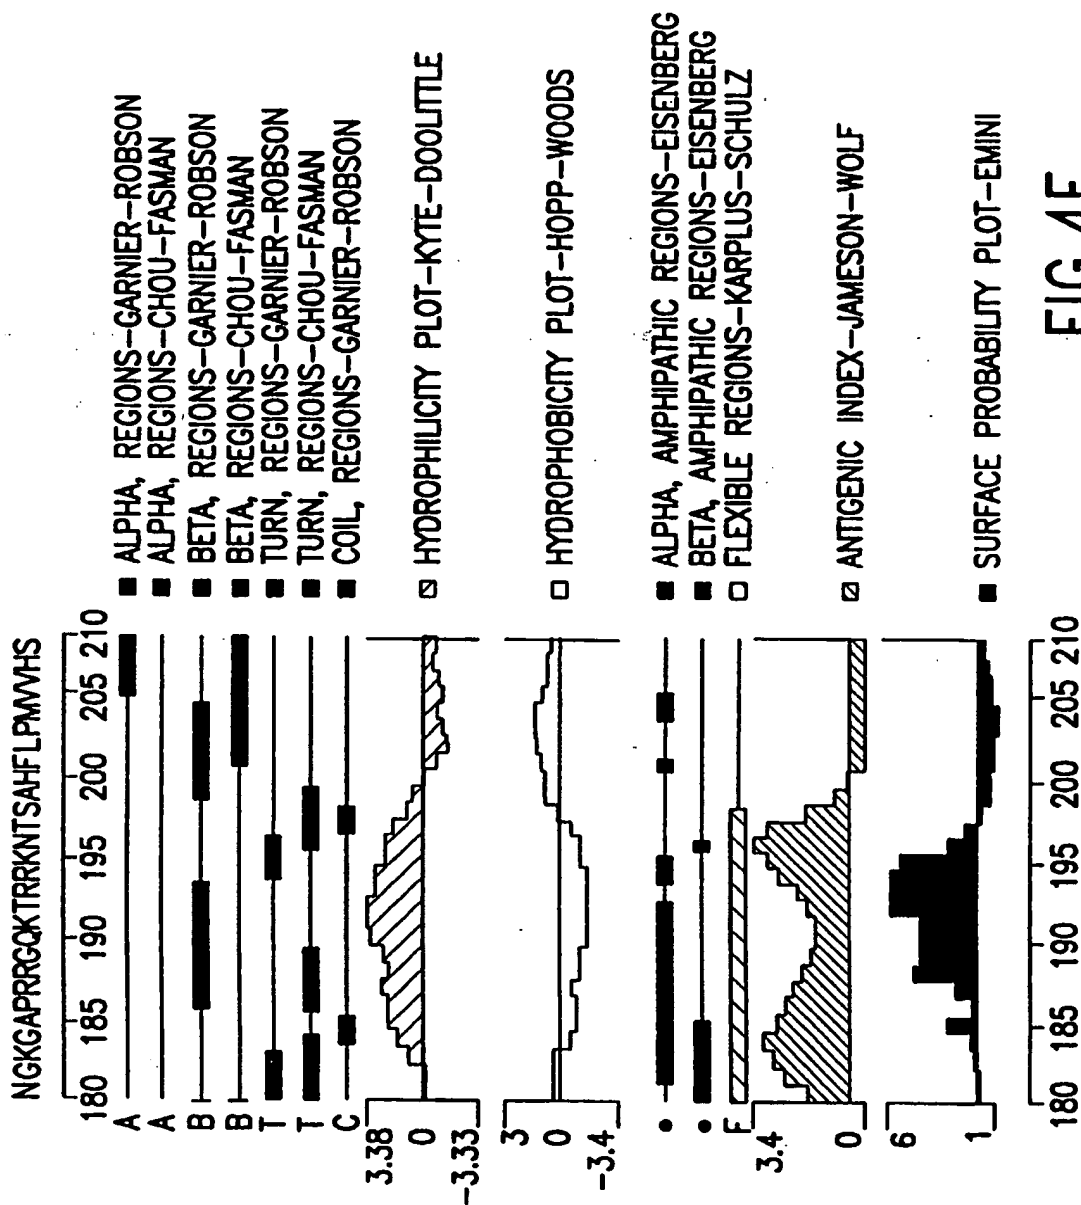 NGKGAPRRGQKTRRKNTSAHFLPMVVHS
180 185 190 195 200 205 210
A ALPHA, REGIONS-GARNIER-ROBSON
A ALPHA, REGIONS-CHOU-FASMAN
B BETA, REGIONS-GARNIER-ROBSON
B BETA, REGIONS-CHOU-FASMAN
T TURN, REGIONS-GARNIER-ROBSON
T TURN, REGIONS-CHOU-FASMAN
C COIL, REGIONS-GARNIER-ROBSON
3.38
0 HYDROPHILICITY PLOT-KYTE-DOOLITTLE
-3.33
3
0 HYDROPHOBICITY PLOT-HOPP-WOODS
-3.4
ALPHA, AMPHIPATHIC REGIONS-EISENBERG
BETA, AMPHIPATHIC REGIONS-EISENBERG
F FLEXIBLE REGIONS-KARPLUS-SCHULZ
3.4
0 ANTIGENIC INDEX-JAMESON-WOLF
6
1 SURFACE PROBABILITY PLOT-EMINI
180 185 190 195 200 205 210
FIG